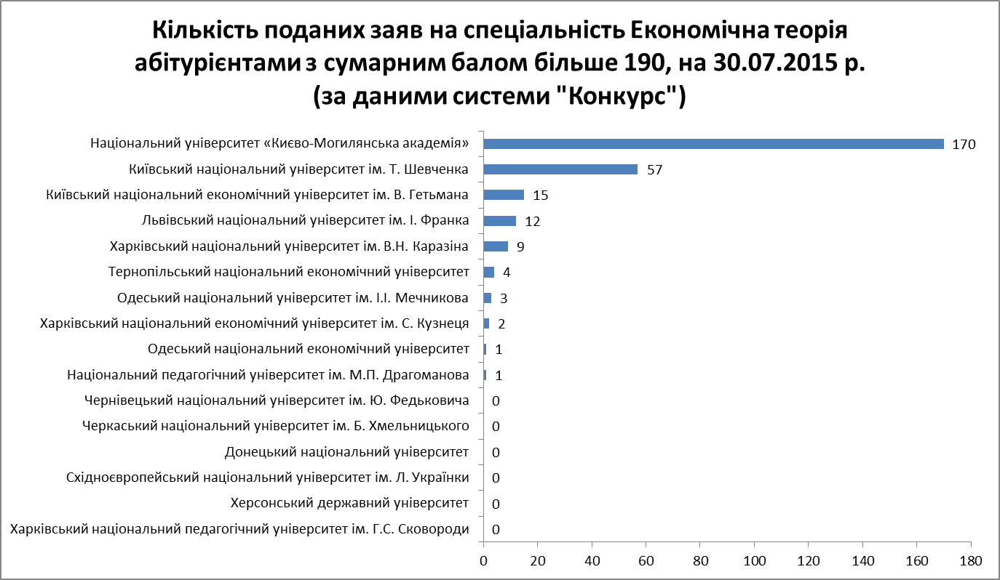 Кількість поданих заяв на спеціальність Економічна теорія
абітурієнтами з сумарним балом більше 190, на 30.07.2015 р.
(за даними системи "Конкурс")
Національний університет «Києво-Могилянська академія» 170
Київський національний університет ім. Т. Шевченка 57
Київський національний економічний університет ім. В. Гетьмана 15
Львівський національний університет ім. І. Франка 12
Харківський національний університет ім. В.Н. Каразіна 9
Тернопільський національний економічний університет 4
Одеський національний університет ім. І.І. Мечникова 3
Харківський національний економічний університет ім. С. Кузнеця 2
Одеський національний економічний університет 1
Національний педагогічний університет ім. М.П. Драгоманова 1
Чернівецький національний університет ім. Ю. Федьковича 0
Черкаський національний університет ім. Б. Хмельницького 0
Донецький національний університет 0
Східноєвропейський національний університет ім. Л. Українки 0
Херсонський державний університет 0
Харківський національний педагогічний університет ім. Г.С. Сковороди 0
0 20 40 60 80 100 120 140 160 180